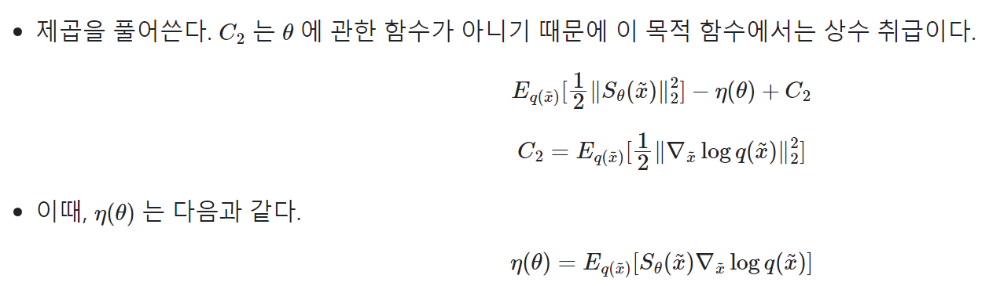 • 제곱을 풀어쓴다. $C_2$ 는 $\theta$ 에 관한 함수가 아니기 때문에 이 목적 함수에서는 상수 취급이다.
$E_{q(\tilde{x})}[\frac{1}{2}\|S_\theta(\tilde{x})\|_2^2] - \eta(\theta) + C_2$
$C_2 = E_{q(\tilde{x})}[\frac{1}{2}\|\nabla_{\tilde{x}} \log q(\tilde{x})\|_2^2]$
• 이때, $\eta(\theta)$ 는 다음과 같다.
$\eta(\theta) = E_{q(\tilde{x})}[S_\theta(\tilde{x})\nabla_{\tilde{x}} \log q(\tilde{x})]$